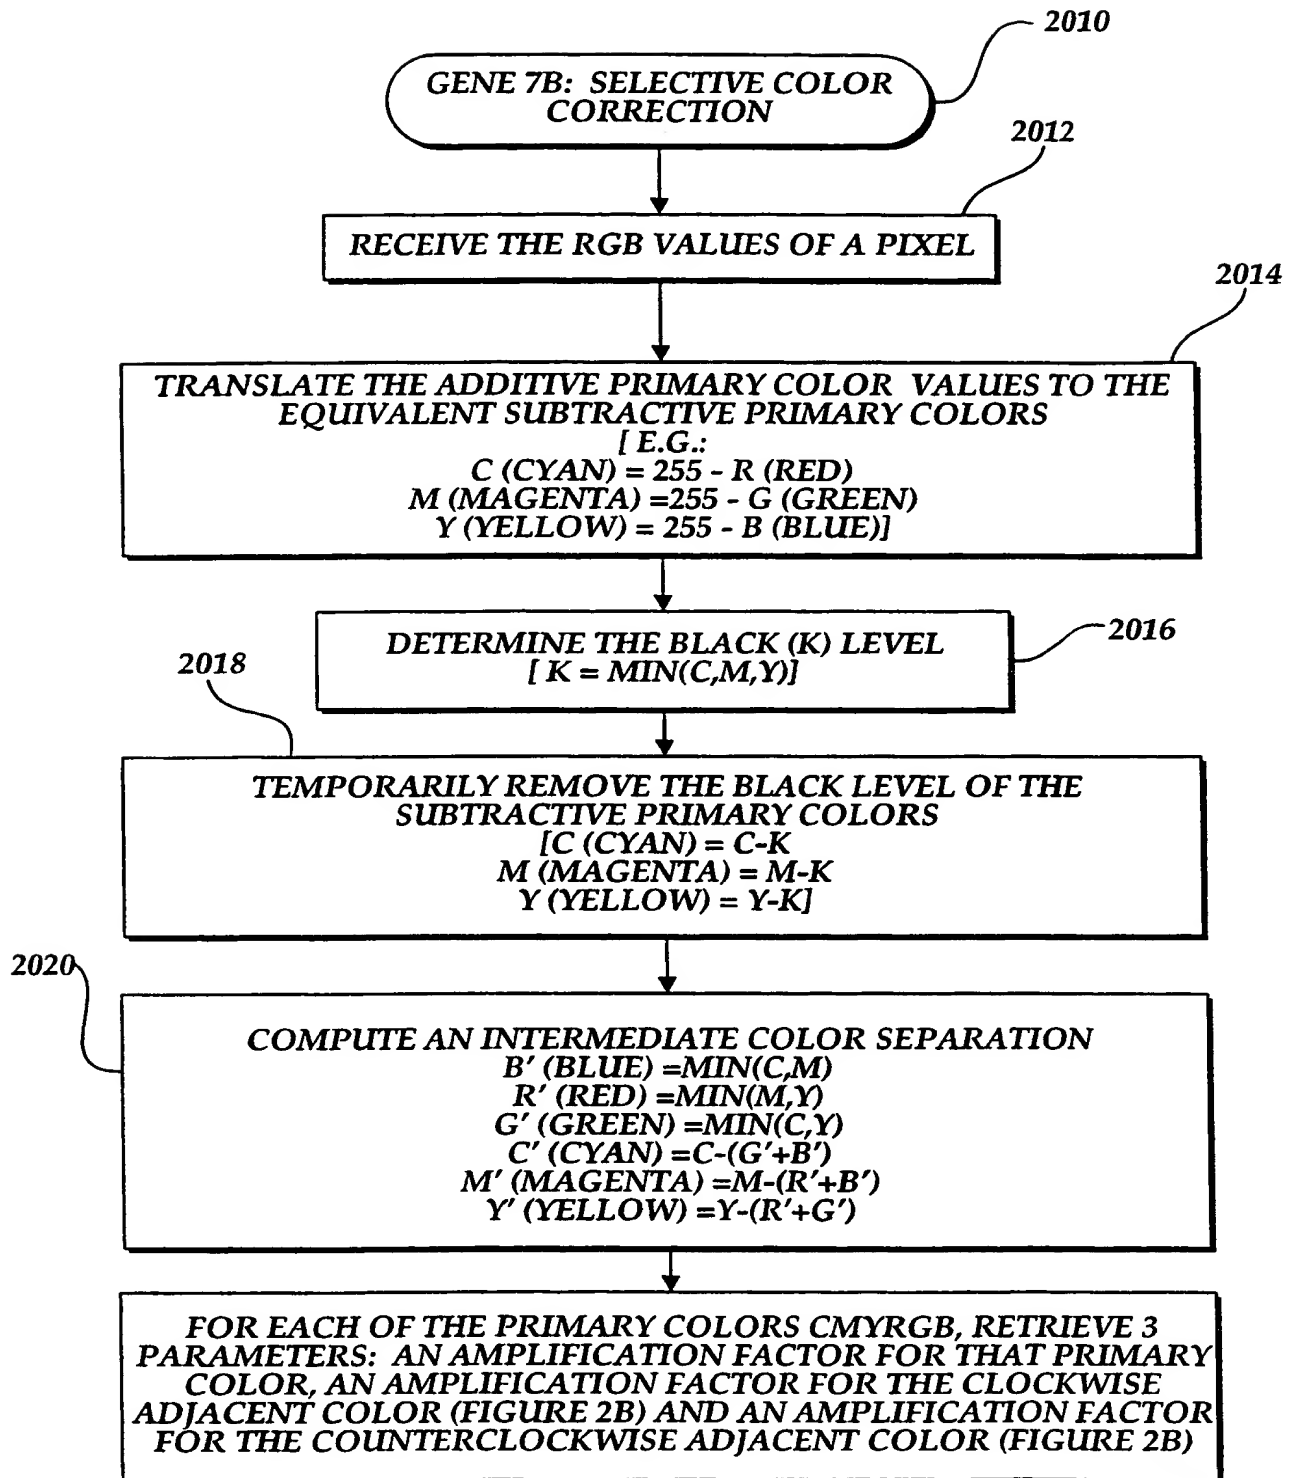 2010
GENE 7B: SELECTIVE COLOR
CORRECTION
2012
RECEIVE THE RGB VALUES OF A PIXEL
2014
TRANSLATE THE ADDITIVE PRIMARY COLOR VALUES TO THE
EQUIVALENT SUBTRACTIVE PRIMARY COLORS
[ E.G.:
C (CYAN) = 255 - R (RED)
M (MAGENTA) =255 - G (GREEN)
Y (YELLOW) = 255 - B (BLUE)]
2016
DETERMINE THE BLACK (K) LEVEL
[ K = MIN(C,M,Y)]
2018
TEMPORARILY REMOVE THE BLACK LEVEL OF THE
SUBTRACTIVE PRIMARY COLORS
[C (CYAN) = C-K
M (MAGENTA) = M-K
Y (YELLOW) = Y-K]
2020
COMPUTE AN INTERMEDIATE COLOR SEPARATION
B' (BLUE) =MIN(C,M)
R' (RED) =MIN(M,Y)
G' (GREEN) =MIN(C,Y)
C' (CYAN) =C-(G'+B')
M' (MAGENTA) =M-(R'+B')
Y' (YELLOW) =Y-(R'+G')
FOR EACH OF THE PRIMARY COLORS CMYRGB, RETRIEVE 3
PARAMETERS: AN AMPLIFICATION FACTOR FOR THAT PRIMARY
COLOR, AN AMPLIFICATION FACTOR FOR THE CLOCKWISE
ADJACENT COLOR (FIGURE 2B) AND AN AMPLIFICATION FACTOR
FOR THE COUNTERCLOCKWISE ADJACENT COLOR (FIGURE 2B)